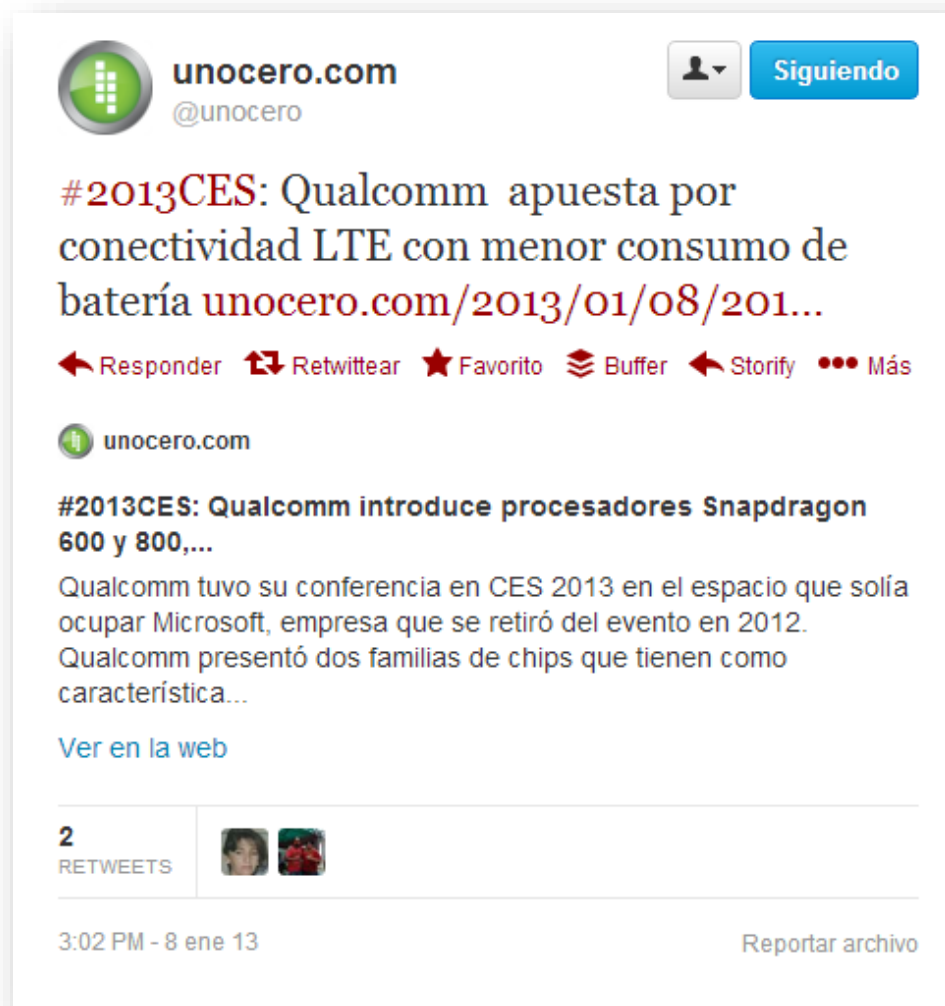 unocero.com
@unocero
Siguiendo
#2013CES: Qualcomm  apuesta por
conectividad LTE con menor consumo de
batería unocero.com/2013/01/08/201...
Responder Retwittear Favorito Buffer Storify Más
unocero.com
#2013CES: Qualcomm introduce procesadores Snapdragon
600 y 800,...
Qualcomm tuvo su conferencia en CES 2013 en el espacio que solía
ocupar Microsoft, empresa que se retiró del evento en 2012.
Qualcomm presentó dos familias de chips que tienen como
característica...
Ver en la web
2
RETWEETS
3:02 PM - 8 ene 13
Reportar archivo